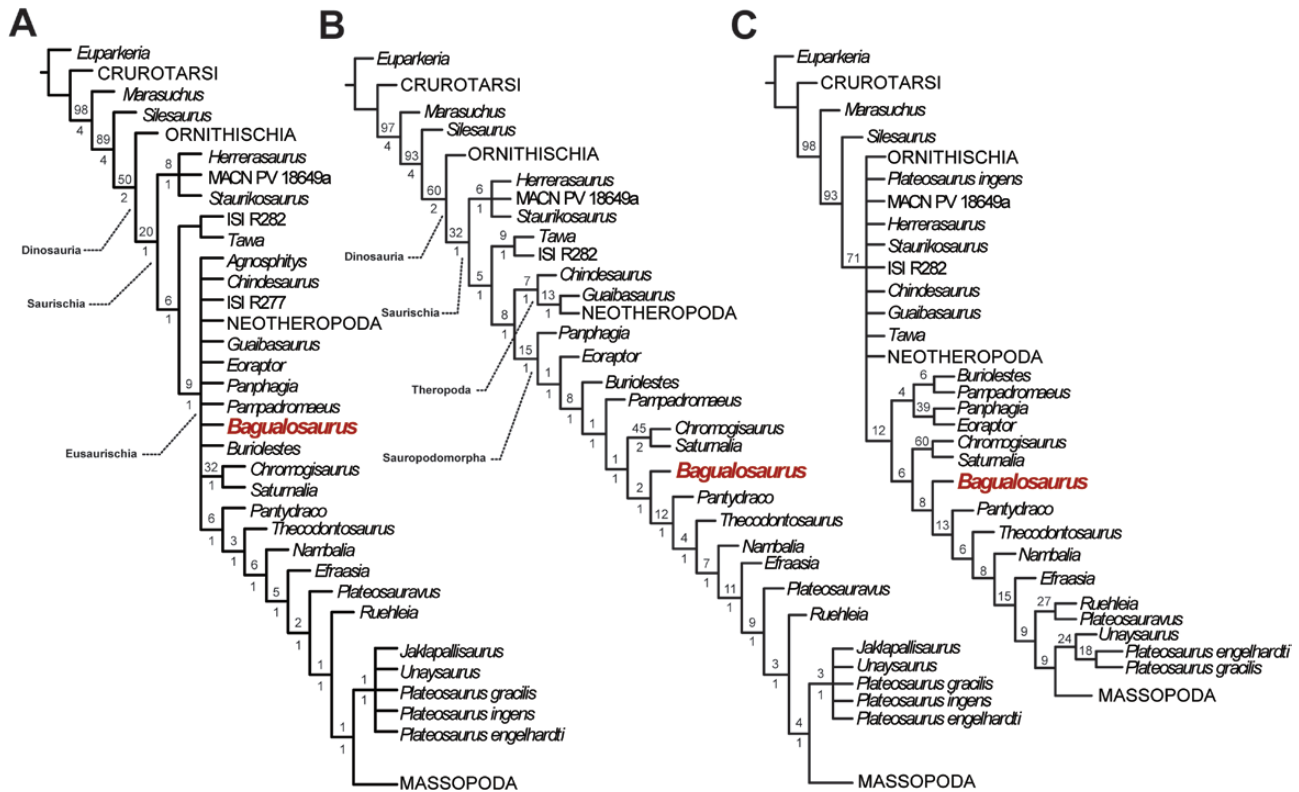 A
Euparkeria
CRUROTARSI
98
4
Marasuchus
89
4
Silesaurus
50
2
ORNITHISCHIA
Dinosauria
20
1
8
1
Herrerasaurus
MACN PV 18649a
Staurikosaurus
Saurischia
6
1
ISI R282
Tawa
9
1
Agnosphitys
Chindesaurus
ISI R277
NEOTHEROPODA
Guaibasaurus
Eoraptor
Panphagia
Pampadromaeus
Bagualosaurus
Eusaurischia
Buriolestes
32
1
Chromogisaurus
Saturnalia
6
1
Pantydraco
3
1
Thecodontosaurus
6
1
Nambalia
5
1
Efraasia
2
1
Plateosauravus
1
1
Ruehleia
1
1
1
1
Jaklapallisaurus
Unaysaurus
Plateosaurus gracilis
Plateosaurus ingens
Plateosaurus engelhardti
MASSOPODA
B
Euparkeria
CRUROTARSI
97
4
Marasuchus
93
4
Silesaurus
60
2
ORNITHISCHIA
Dinosauria
32
1
6
1
Herrerasaurus
MACN PV 18649a
Staurikosaurus
Saurischia
5
1
9
1
Tawa
ISI R282
8
1
7
1
Chindesaurus
13
1
Guaibasaurus
NEOTHEROPODA
Theropoda
15
1
Panphagia
Sauropodomorpha
1
1
Eoraptor
8
1
Buriolestes
1
1
Pampadromaeus
1
1
45
2
Chromogisaurus
Saturnalia
2
1
Bagualosaurus
12
1
Pantydraco
4
1
Thecodontosaurus
7
1
Nambalia
11
1
Efraasia
9
1
Plateosauravus
3
1
Ruehleia
4
1
3
1
Jaklapallisaurus
Unaysaurus
Plateosaurus gracilis
Plateosaurus ingens
Plateosaurus engelhardti
MASSOPODA
C
Euparkeria
CRUROTARSI
98
Marasuchus
93
Silesaurus
71
ORNITHISCHIA
Plateosaurus ingens
MACN PV 18649a
Herrerasaurus
Staurikosaurus
ISI R282
Chindesaurus
Guaibasaurus
Tawa
NEOTHEROPODA
12
4
6
Buriolestes
Pampadromaeus
39
Panphagia
Eoraptor
6
60
Chromogisaurus
Saturnalia
8
Bagualosaurus
13
Pantydraco
6
Thecodontosaurus
8
Nambalia
15
Efraasia
9
27
Ruehleia
Plateosauravus
9
24
Unaysaurus
18
Plateosaurus engelhardti
Plateosaurus gracilis
MASSOPODA